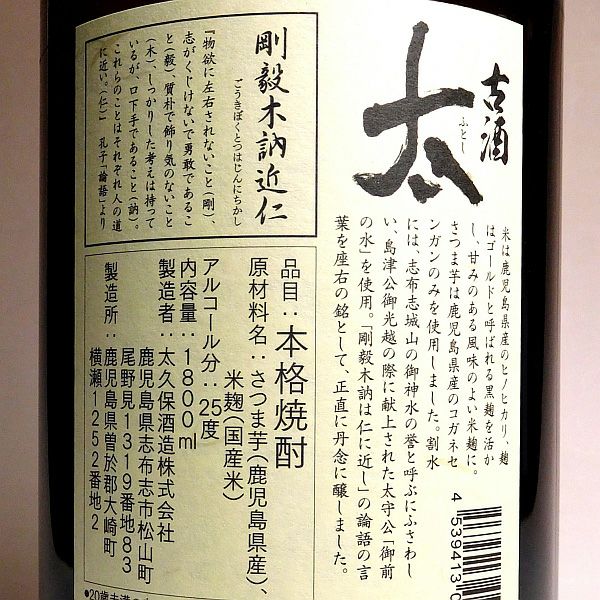 古酒
太
ふとし
米は鹿児島県産のヒノヒカリ、麹
はゴールドと呼ばれる黒麹を活か
し、甘みのある風味のよい米麹に。
さつま芋は鹿児島県産のコガネセ
ンガンのみを使用しました。割水
には、志布志城山の御神水の誉と呼ぶにふさわし
い、島津公御光越の際に献上された太守公「御前
の水」を使用。「剛毅木訥は仁に近し」の論語の言
葉を座右の銘として、正直に丹念に醸しました。
剛毅木訥近仁
ごうきぼくとつはじんにちかし
『物欲に左右されないこと(剛)、
志がくじけないで勇敢であるこ
と(毅)、質朴で飾り気のないこと
(木)、しっかりした考えは持って
いるが、口下手であること(訥)。
これらのことはそれぞれ人の道
に近い。(仁)』 孔子「論語」より
品目:本格焼酎
原材料名:さつま芋(鹿児島県産)、
米麹(国産米)
アルコール分:25度
内容量:1800ml
製造者:太久保酒造株式会社
鹿児島県志布志市松山町
尾野見1319番地83
製造所:鹿児島県曽於郡大崎町
横瀬1252番地2
4 539413 0
●20歳未満の